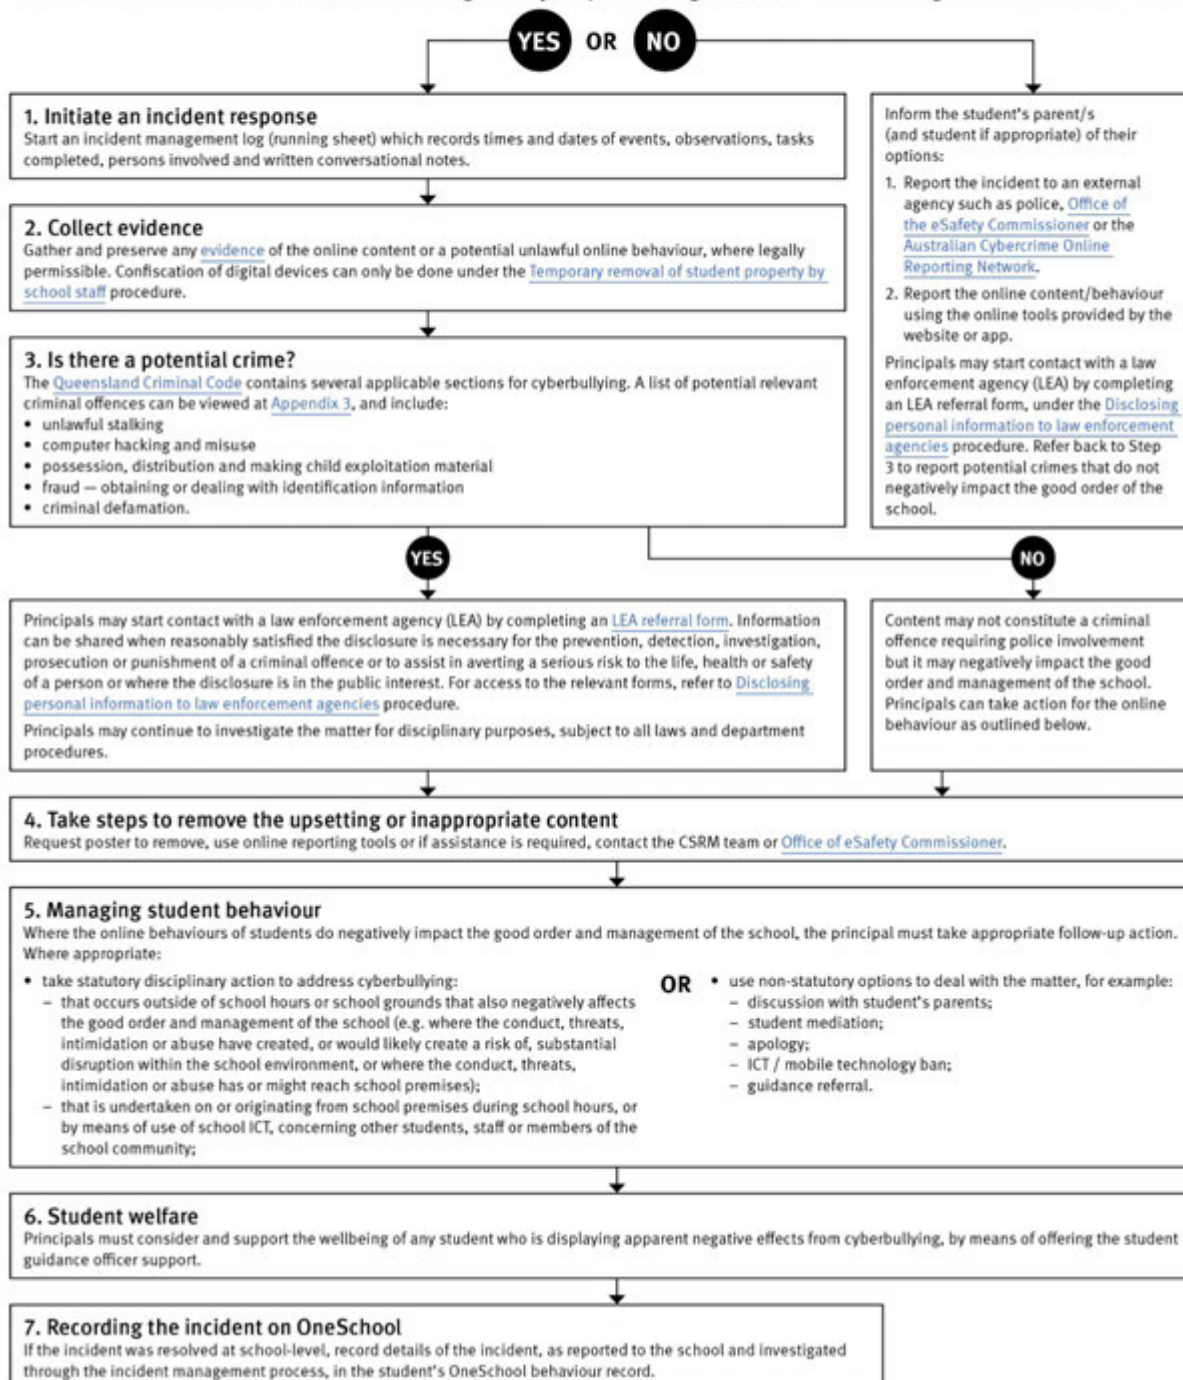 YES OR NO
1. Initiate an incident response
Start an incident management log (running sheet) which records times and dates of events, observations, tasks
completed, persons involved and written conversational notes.
2. Collect evidence
Gather and preserve any evidence of the online content or a potential unlawful online behaviour, where legally
permissible. Confiscation of digital devices can only be done under the Temporary removal of student property by
school staff procedure.
3. Is there a potential crime?
The Queensland Criminal Code contains several applicable sections for cyberbullying. A list of potential relevant
criminal offences can be viewed at Appendix 3, and include:
• unlawful stalking
• computer hacking and misuse
• possession, distribution and making child exploitation material
• fraud — obtaining or dealing with identification information
• criminal defamation.
Inform the student's parent/s
(and student if appropriate) of their
options:
1. Report the incident to an external
agency such as police, Office of
the eSafety Commissioner or the
Australian Cybercrime Online
Reporting Network.
2. Report the online content/behaviour
using the online tools provided by the
website or app.
Principals may start contact with a law
enforcement agency (LEA) by completing
an LEA referral form, under the Disclosing
personal information to law enforcement
agencies procedure. Refer back to Step
3 to report potential crimes that do not
negatively impact the good order of the
school.
YES
NO
Principals may start contact with a law enforcement agency (LEA) by completing an LEA referral form. Information
can be shared when reasonably satisfied the disclosure is necessary for the prevention, detection, investigation,
prosecution or punishment of a criminal offence or to assist in averting a serious risk to the life, health or safety
of a person or where the disclosure is in the public interest. For access to the relevant forms, refer to Disclosing
personal information to law enforcement agencies procedure.
Principals may continue to investigate the matter for disciplinary purposes, subject to all laws and department
procedures.
Content may not constitute a criminal
offence requiring police involvement
but it may negatively impact the good
order and management of the school.
Principals can take action for the online
behaviour as outlined below.
4. Take steps to remove the upsetting or inappropriate content
Request poster to remove, use online reporting tools or if assistance is required, contact the CSRM team or Office of eSafety Commissioner.
5. Managing student behaviour
Where the online behaviours of students do negatively impact the good order and management of the school, the principal must take appropriate follow-up action.
Where appropriate:
• take statutory disciplinary action to address cyberbullying:
– that occurs outside of school hours or school grounds that also negatively affects
the good order and management of the school (e.g. where the conduct, threats,
intimidation or abuse have created, or would likely create a risk of, substantial
disruption within the school environment, or where the conduct, threats,
intimidation or abuse has or might reach school premises);
– that is undertaken on or originating from school premises during school hours, or
by means of use of school ICT, concerning other students, staff or members of the
school community;
OR
• use non-statutory options to deal with the matter, for example:
– discussion with student's parents;
– student mediation;
– apology;
– ICT / mobile technology ban;
– guidance referral.
6. Student welfare
Principals must consider and support the wellbeing of any student who is displaying apparent negative effects from cyberbullying, by means of offering the student
guidance officer support.
7. Recording the incident on OneSchool
If the incident was resolved at school-level, record details of the incident, as reported to the school and investigated
through the incident management process, in the student's OneSchool behaviour record.